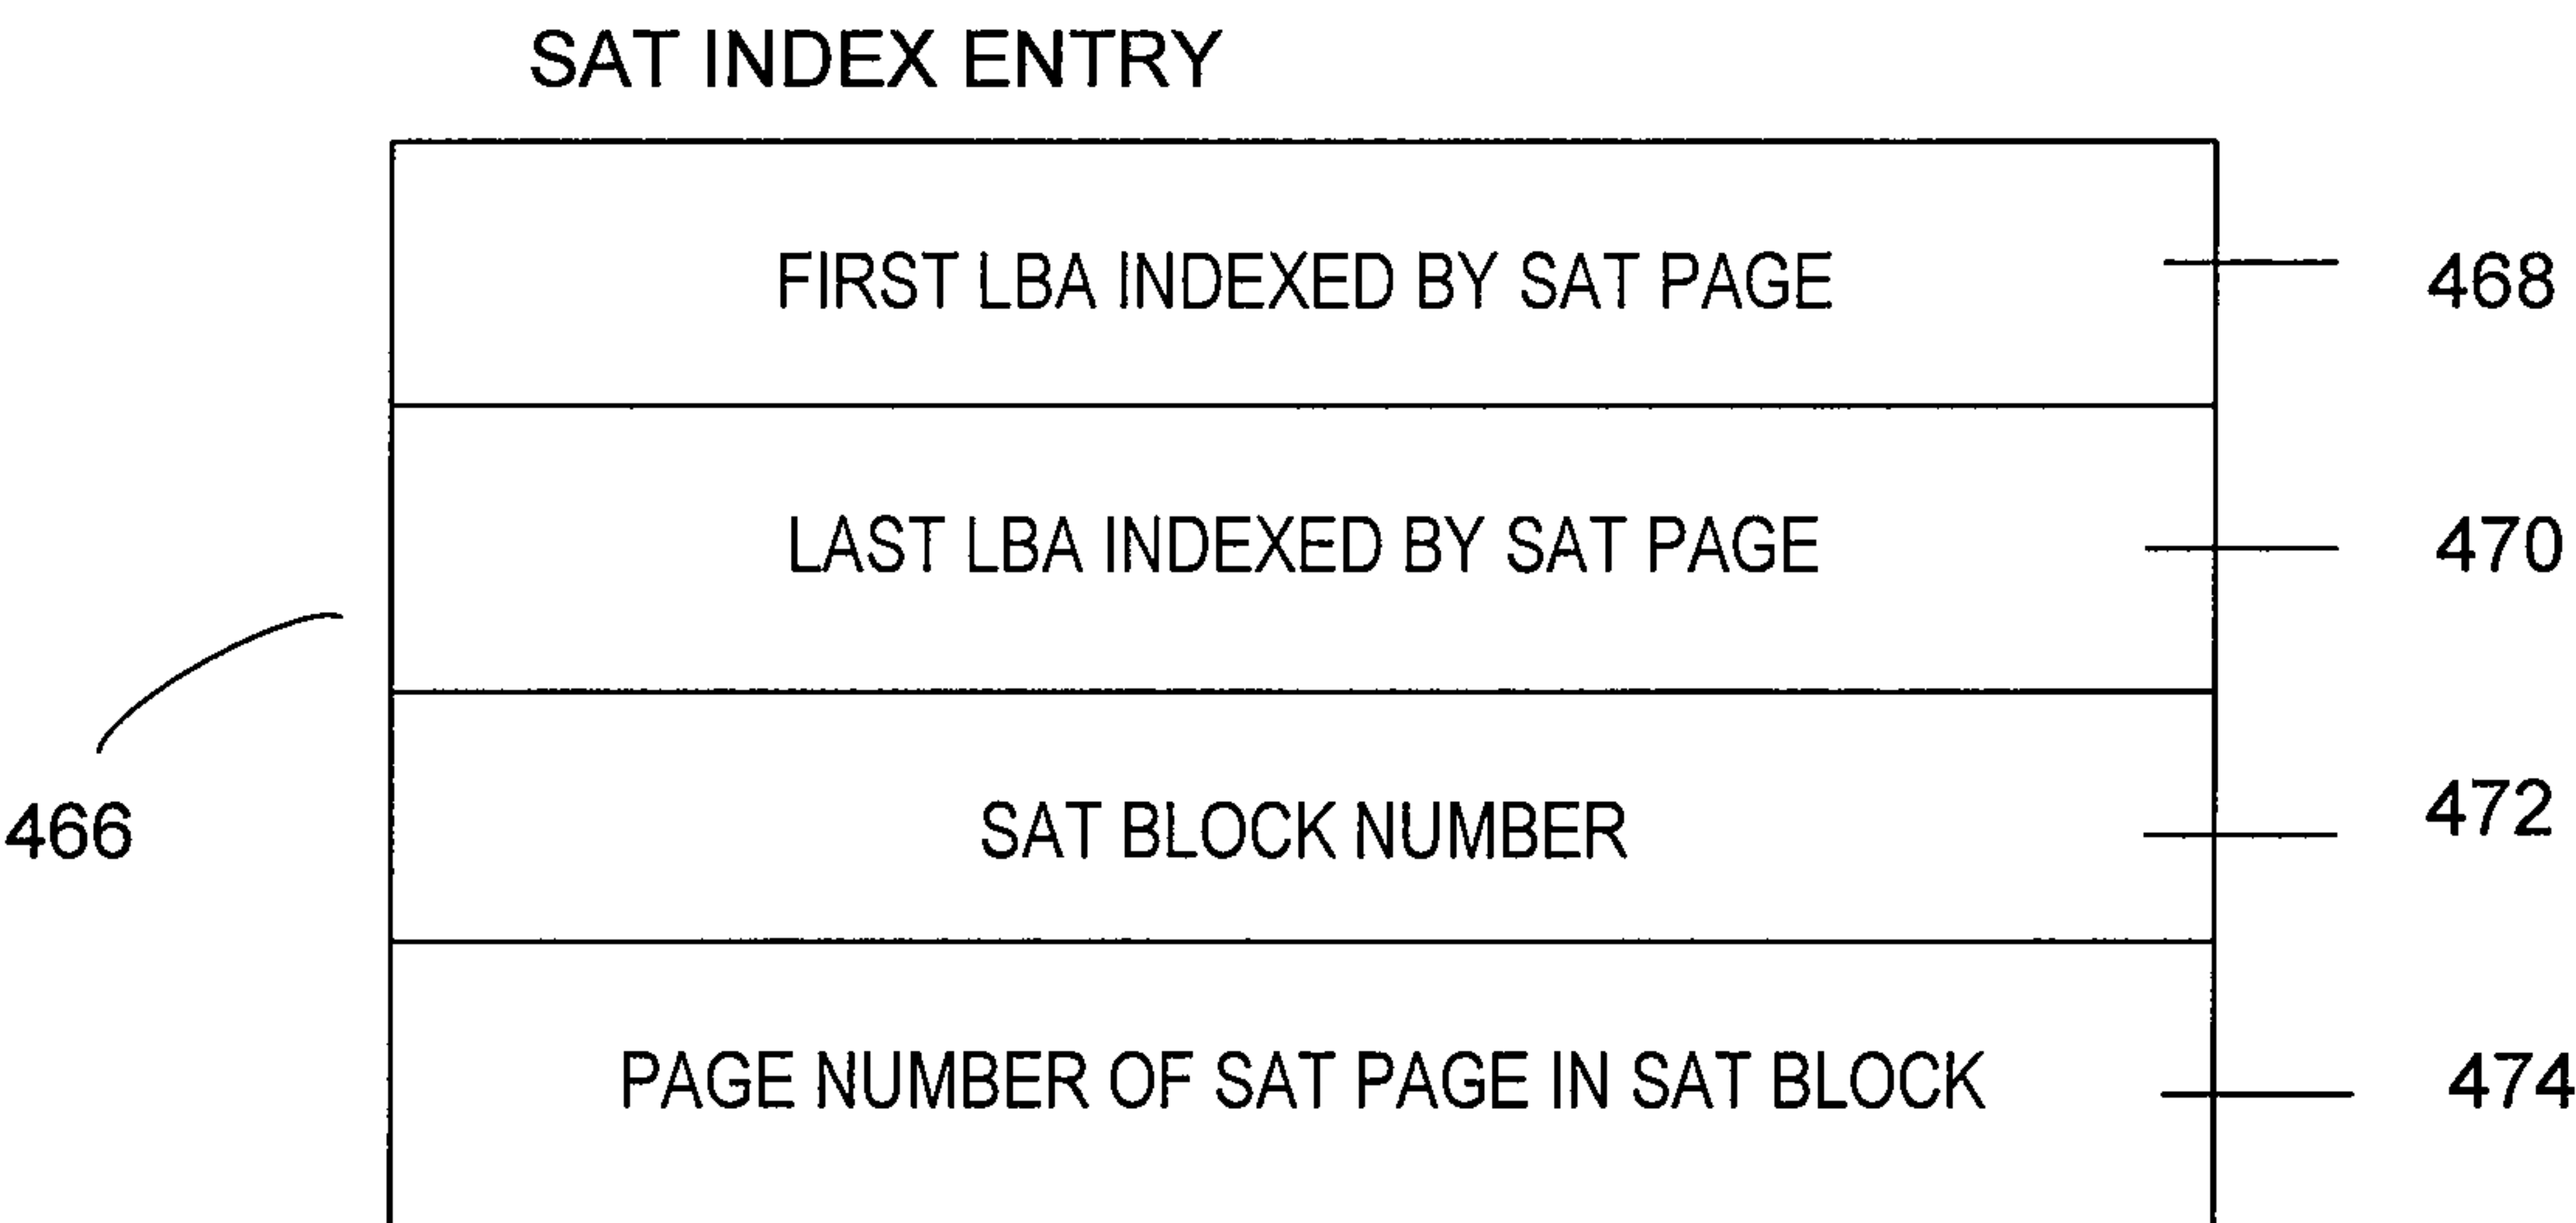 SAT INDEX ENTRY
FIRST LBA INDEXED BY SAT PAGE
468
LAST LBA INDEXED BY SAT PAGE
470
SAT BLOCK NUMBER
472
466
PAGE NUMBER OF SAT PAGE IN SAT BLOCK
474